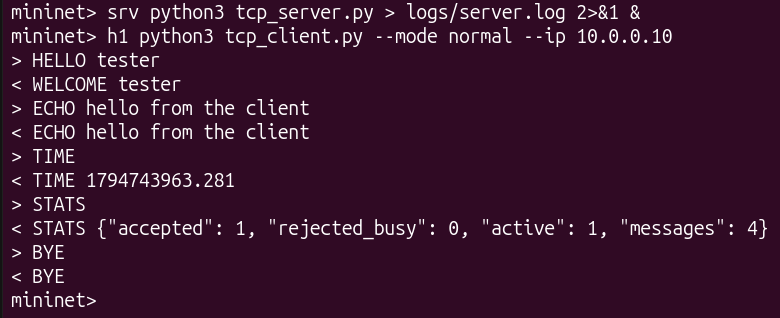 mininet> srv python3 tcp_server.py > logs/server.log 2>&1 &
mininet> h1 python3 tcp_client.py --mode normal --ip 10.0.0.10
> HELLO tester
< WELCOME tester
> ECHO hello from the client
< ECHO hello from the client
> TIME
< TIME 1794743963.281
> STATS
< STATS {"accepted": 1, "rejected_busy": 0, "active": 1, "messages": 4}
> BYE
< BYE
mininet>